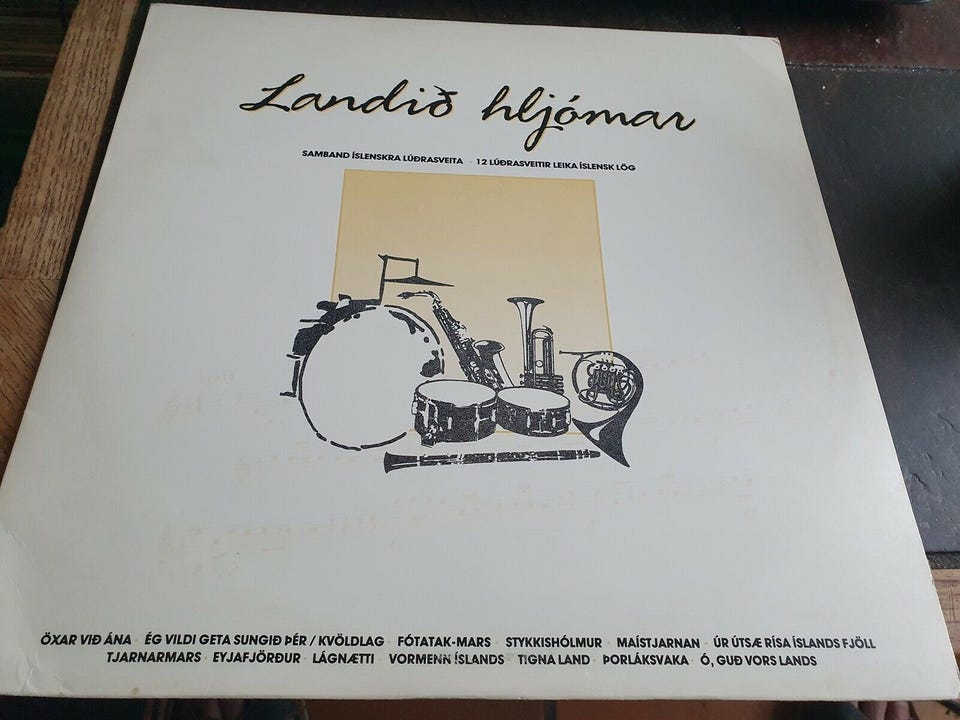 Landið hljómar
SAMBAND ÍSLENSKRA LÚÐRASVEITA · 12 LÚÐRASVEITIR LEIKA ÍSLENSK LÖG
ÖXAR VIÐ ÁNA · ÉG VILDI GETA SUNGIÐ ÞÉR / KVÖLDLAG · FÓTATAK-MARS · STYKKISHÓLMUR · MAÍSTJARNAN · ÚR ÚTSÆ RÍSA ÍSLANDS FJÖLL
TJARNARMARS · EYJAFJÖRÐUR · LÁGNÆTTI · VORMENN ÍSLANDS · TIGNA LAND · ÞORLÁKSVAKA · Ó, GUÐ VORS LANDS